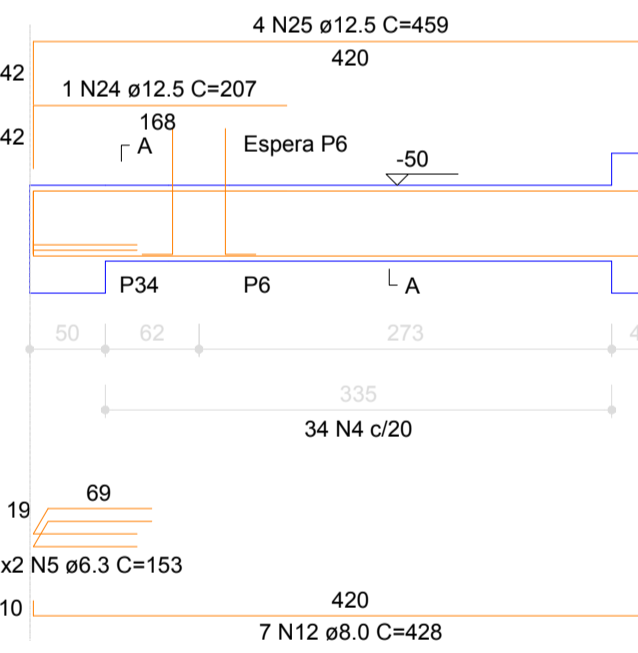 4 N25 ø12.5 C=459
42
420
1 N24 ø12.5 C=207
42
168
A
Espera P6
-50
P34
P6
A
50
62
273
4
335
34 N4 c/20
69
19
x2 N5 ø6.3 C=153
10
420
7 N12 ø8.0 C=428